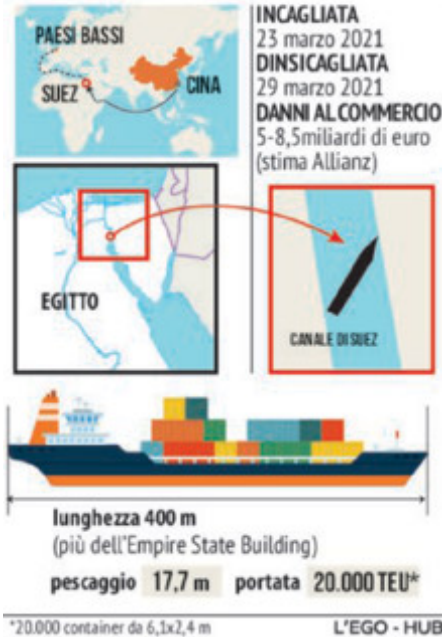 PAESI BASSI
SUEZ
CINA
INCAGLIATA
23 marzo 2021
DINSICAGLIATA
29 marzo 2021
DANNI AL COMMERCIO
5-8,5miliardi di euro
(stima Allianz)
EGITTO
CANALE DI SUEZ
lunghezza 400 m
(più dell'Empire State Building)
pescaggio 17,7 m portata 20.000 TEU*
*20.000 container da 6,1x2,4 m
L'EGO - HUB